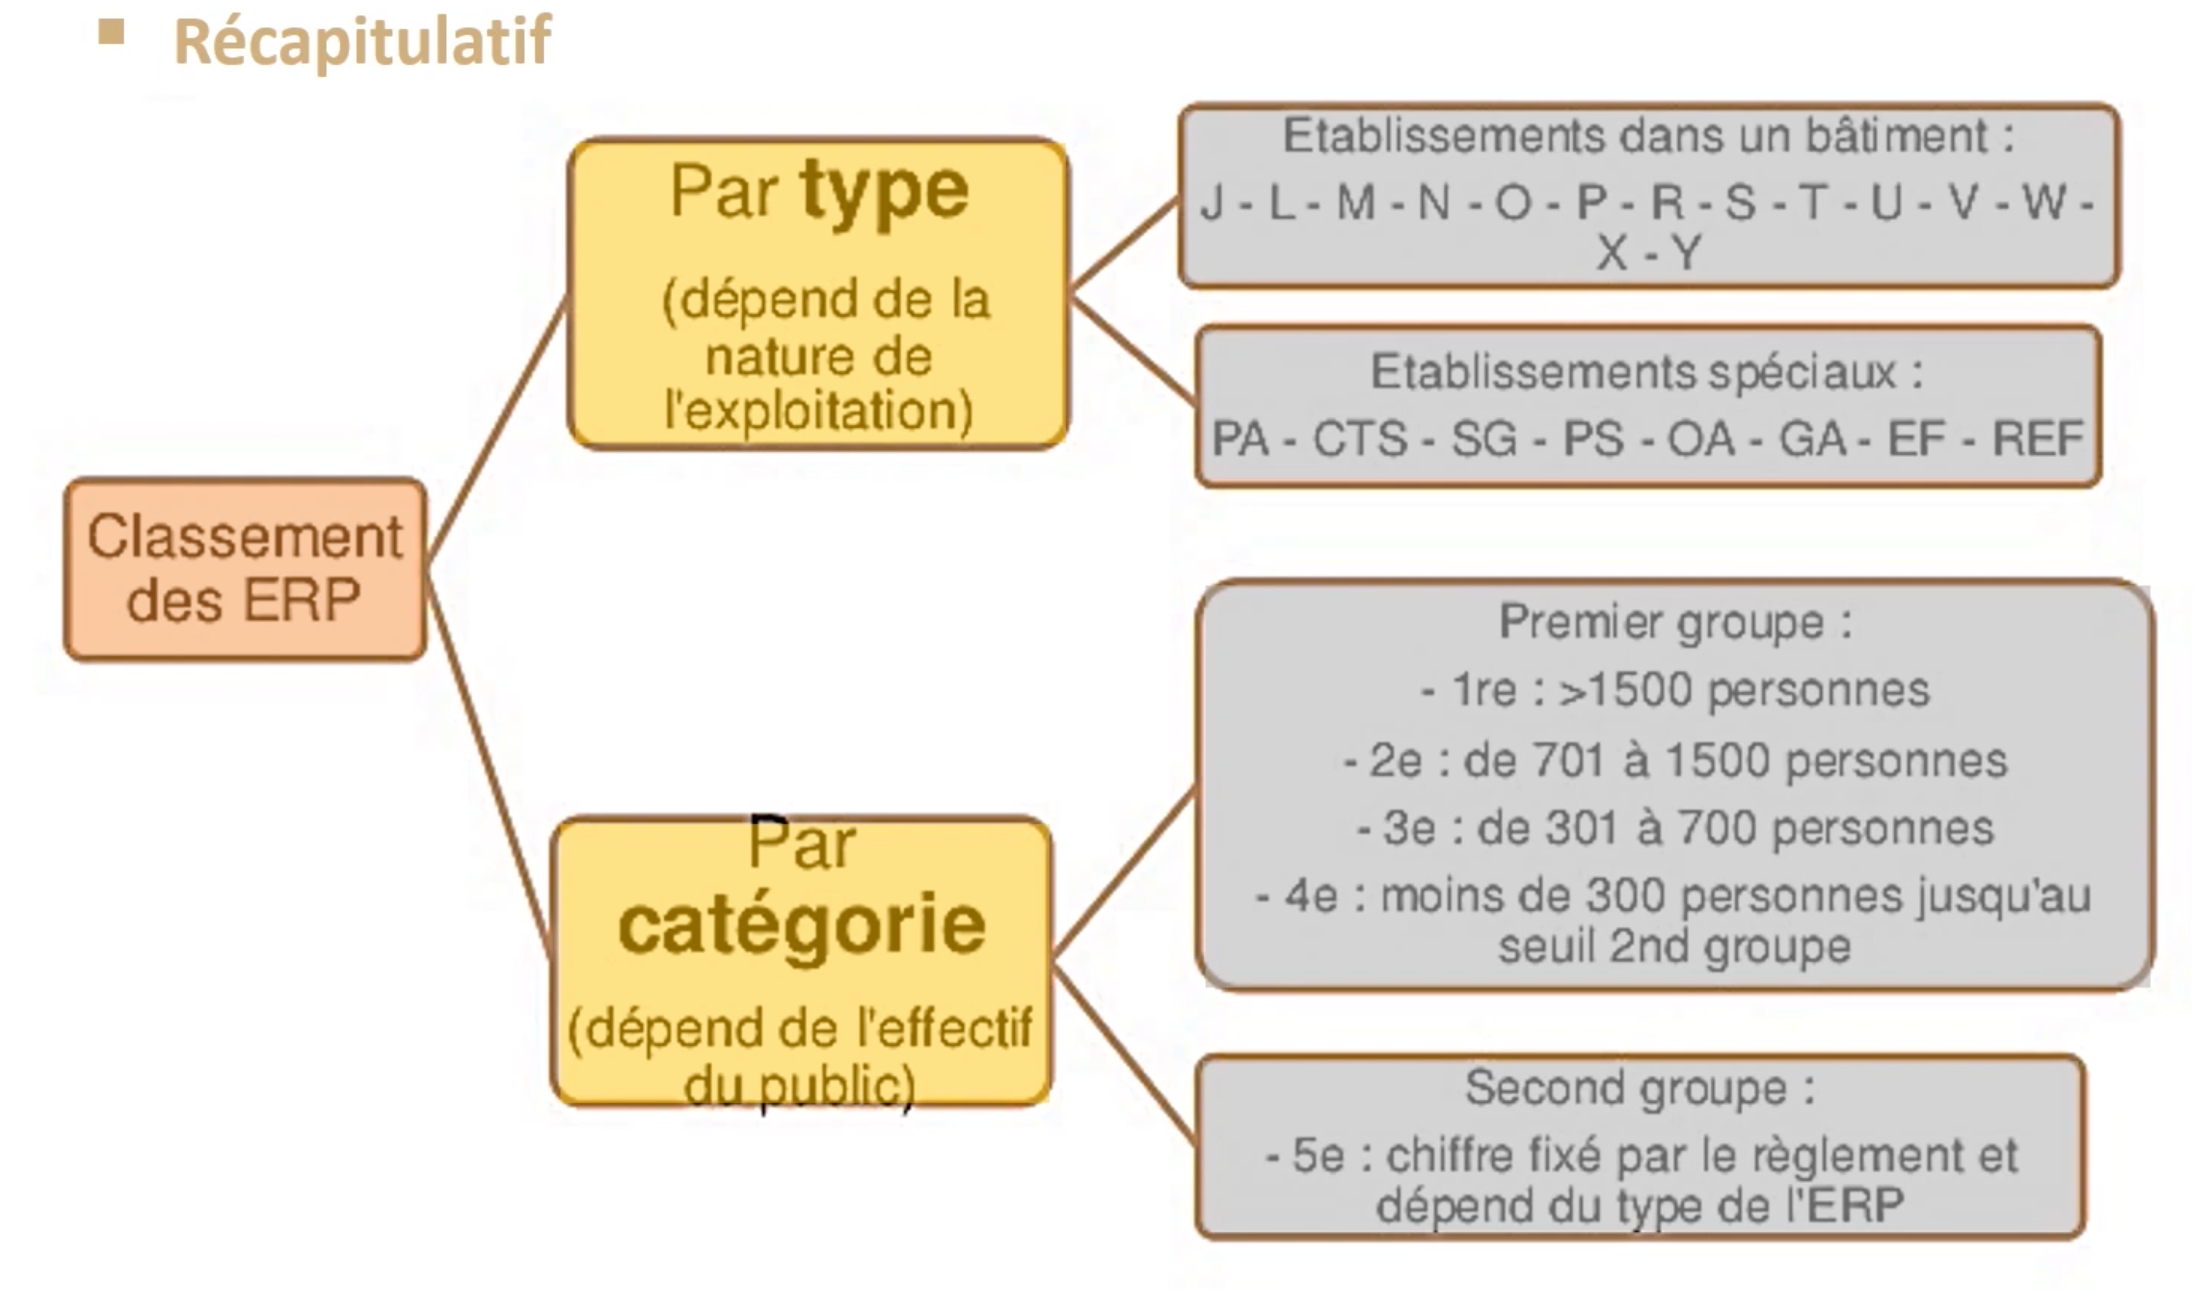 ▪ Récapitulatif
Classement
des ERP
Par type
(dépend de la
nature de
l'exploitation)
Etablissements dans un bâtiment :
J - L - M - N - O - P - R - S - T - U - V - W -
X - Y
Etablissements spéciaux :
PA - CTS - SG - PS - OA - GA - EF - REF
Par
catégorie
(dépend de l'effectif
du public)
Premier groupe :
- 1re : >1500 personnes
- 2e : de 701 à 1500 personnes
- 3e : de 301 à 700 personnes
- 4e : moins de 300 personnes jusqu'au
seuil 2nd groupe
Second groupe :
- 5e : chiffre fixé par le règlement et
dépend du type de l'ERP